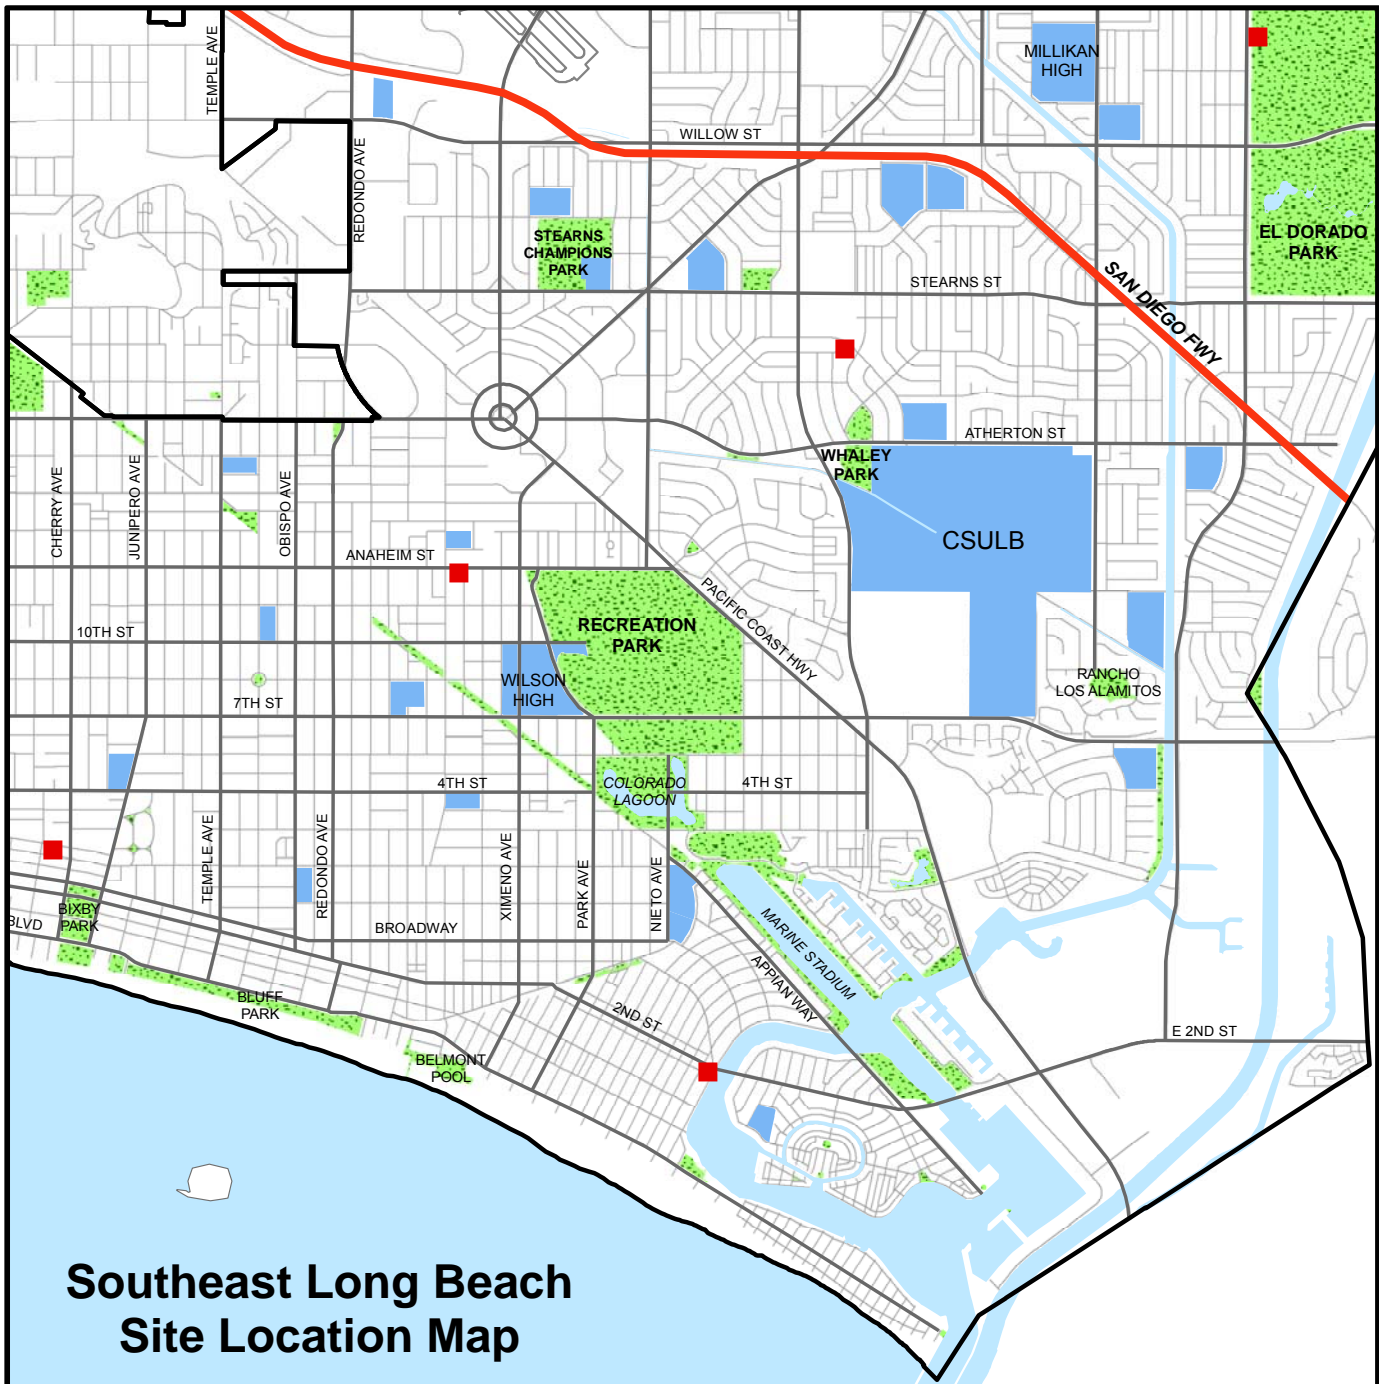 TEMPLE AVE
MILLIKAN
HIGH
WILLOW ST
REDONDO AVE
STEARNS
CHAMPIONS
PARK
EL DORADO
PARK
STEARNS ST
SAN DIEGO FWY
ATHERTON ST
WHALEY
PARK
CHERRY AVE
JUNIPERO AVE
OBISPO AVE
CSULB
ANAHEIM ST
PACIFIC COAST HWY
10TH ST
RECREATION
PARK
WILSON
HIGH
RANCHO
LOS ALAMITOS
7TH ST
4TH ST
COLORADO
LAGOON
4TH ST
TEMPLE AVE
REDONDO AVE
XIMENO AVE
PARK AVE
NIETO AVE
BIXBY
PARK
BLVD
BROADWAY
MARINE STADIUM
APPIAN WAY
BLUFF
PARK
2ND ST
E 2ND ST
BELMONT
POOL
Southeast Long Beach
Site Location Map